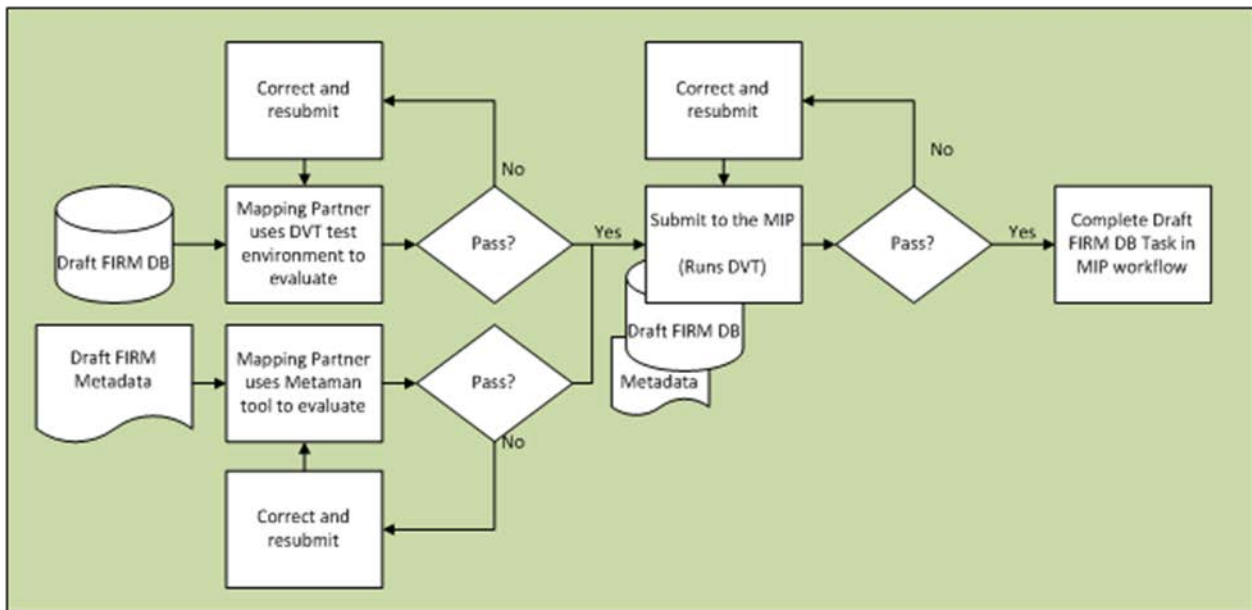 Correct and
resubmit
Correct and
resubmit
No
No
Draft FIRM DB
Mapping Partner
uses DVT test
environment to
evaluate
Pass?
Yes
Submit to the MIP
(Runs DVT)
Pass?
Yes
Complete Draft
FIRM DB Task in
MIP workflow
Draft FIRM
Metadata
Mapping Partner
uses Metaman
tool to evaluate
Pass?
Draft FIRM DB
Metadata
No
Correct and
resubmit